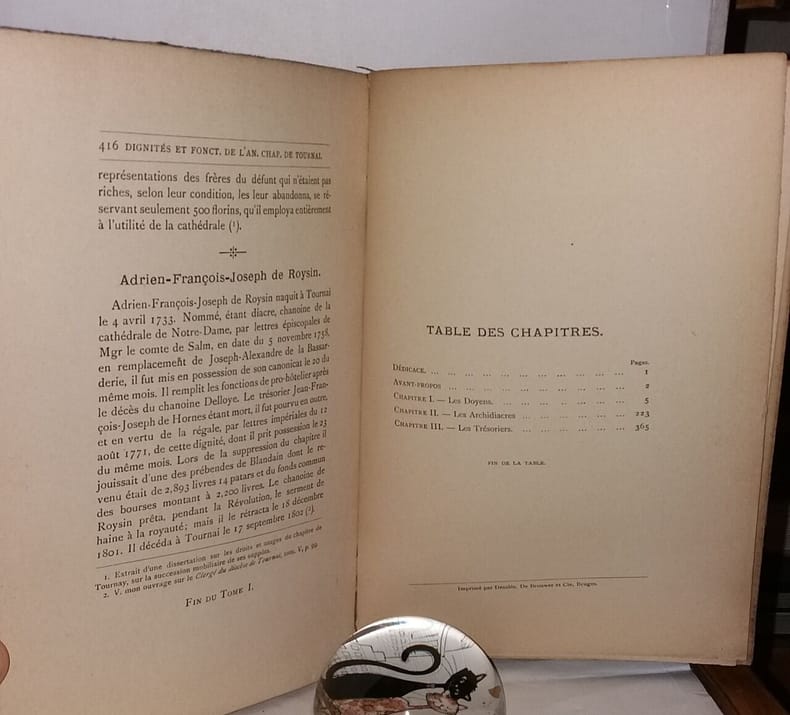 416 DIGNITÉS ET FONCT. DE L'AN. CHAP. DE TOURNAI.
représentations des frères du défunt qui n'étaient pas
riches, selon leur condition, les leur abandonna, se ré-
servant seulement 500 florins, qu'il employa entièrement
à l'utilité de la cathédrale (1).
Adrien-François-Joseph de Roysin.
Adrien-François-Joseph de Roysin naquit à Tournai
le 4 avril 1733. Nommé, étant diacre, chanoine de la
cathédrale de Notre-Dame, par lettres épiscopales de
Mgr le comte de Salm, en date du 5 novembre 1758,
en remplacement de Joseph-Alexandre de la Bassar-
derie, il fut mis en possession de son canonicat le 20 du
même mois. Il remplit les fonctions de pro-hôtelier après
le décès du chanoine Delloye. Le trésorier Jean-Fran-
çois-Joseph de Hornes étant mort, il fut pourvu en outre,
et en vertu de la régale, par lettres impériales du 12
août 1771, de cette dignité, dont il prit possession le 23
du même mois. Lors de la suppression du chapitre il
jouissait d'une des prébendes de Blandain dont le re-
venu était de 2,893 livres 14 patars et du fonds commun
des bourses montant à 2,200 livres. Le chanoine de
Roysin prêta, pendant la Révolution, le serment de
haine à la royauté; mais il le rétracta le 18 décembre
1801. Il décéda à Tournai le 17 septembre 1802 (2).
1. Extrait d'une dissertation sur les droits et usages du chapitre de
Tournay, sur la succession mobiliaire de ses suppôts.
2. V. mon ouvrage sur le Clergé du diocèse de Tournai, tom. V, p. 99
FIN DU TOME I.
TABLE DES CHAPITRES.
Pages.
DÉDICACE. ... ... ... ... ... ... ... ... ... ... ... 1
AVANT-PROPOS ... ... ... ... ... ... ... ... ... ... 2
CHAPITRE I. — Les Doyens. ... ... ... ... ... ... ... 5
CHAPITRE II. — Les Archidiacres ... ... ... ... ... ... 223
CHAPITRE III. — Les Trésoriers. ... ... ... ... ... ... 365
FIN DE LA TABLE.
Imprimé par Desclée, De Brouwer et Cie, Bruges.